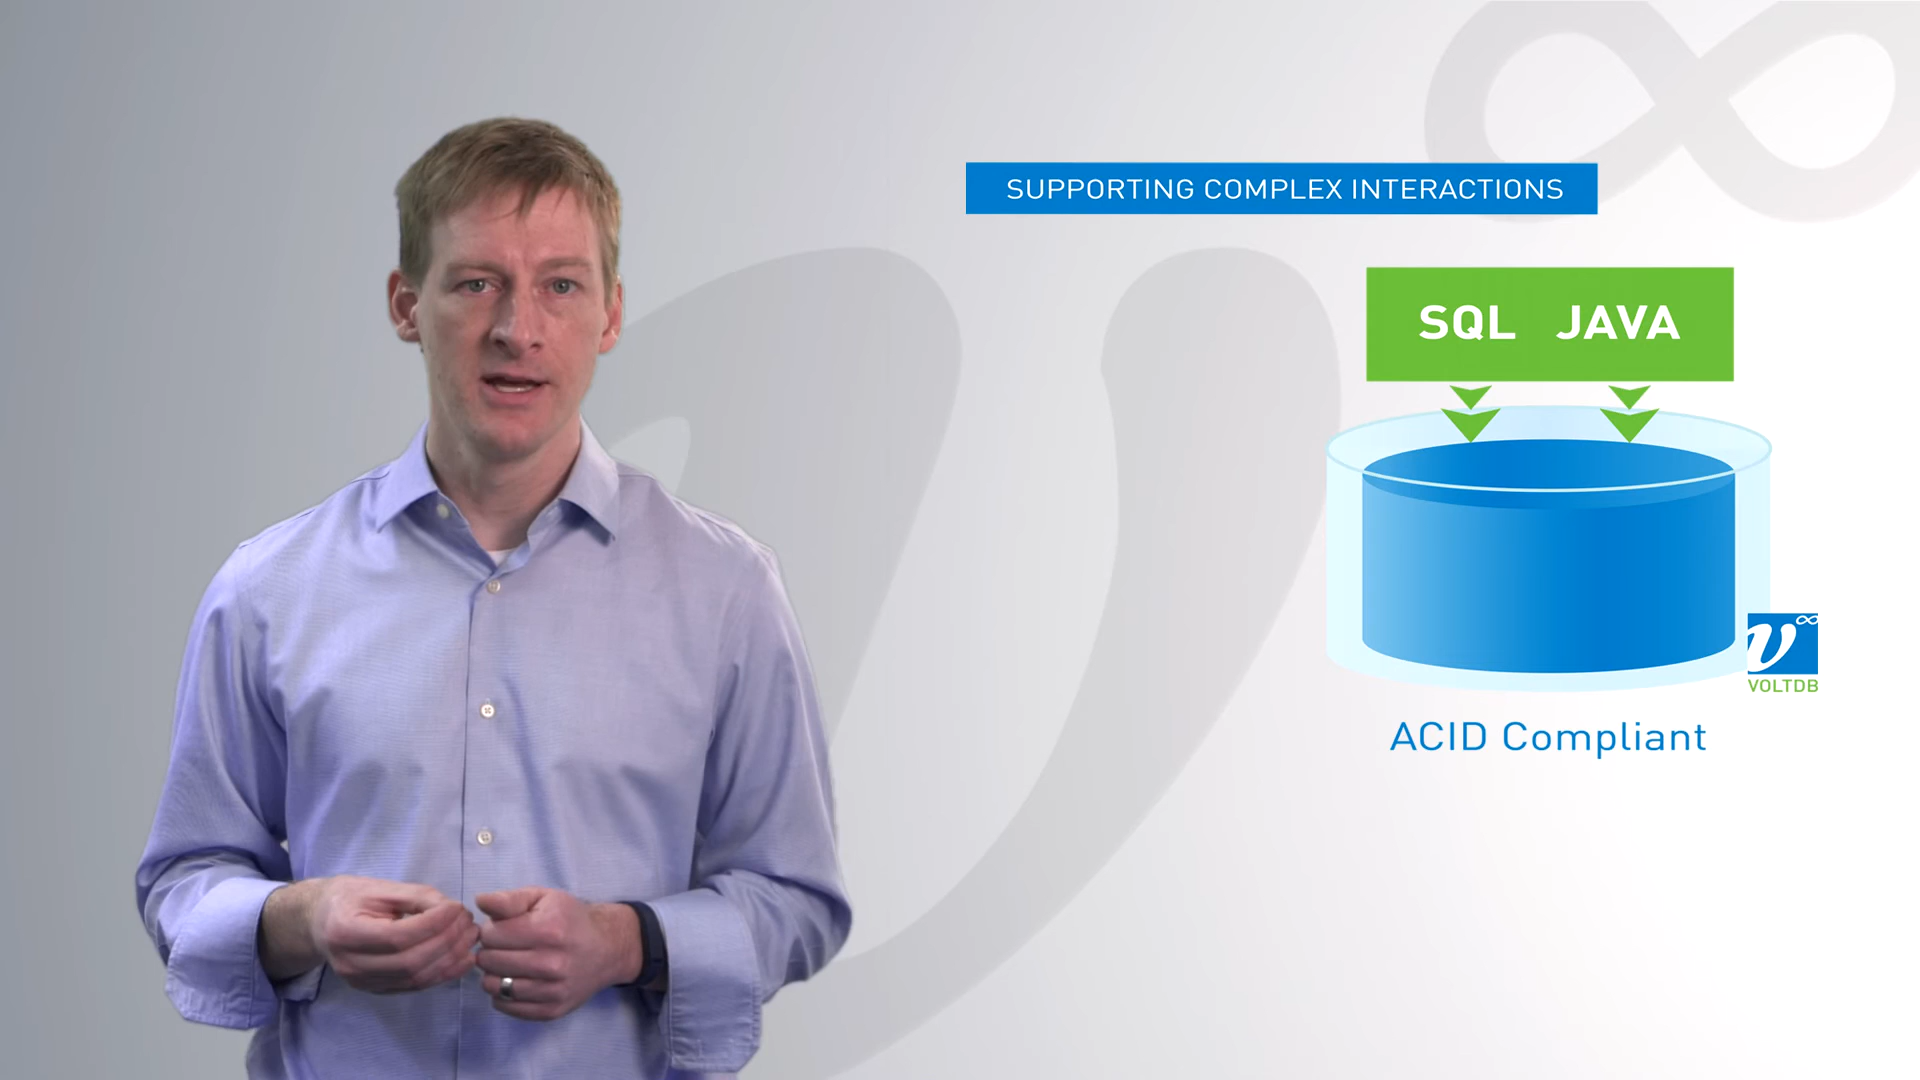 SUPPORTING COMPLEX INTERACTIONS
SQL JAVA
v∞
VOLTDB
ACID Compliant